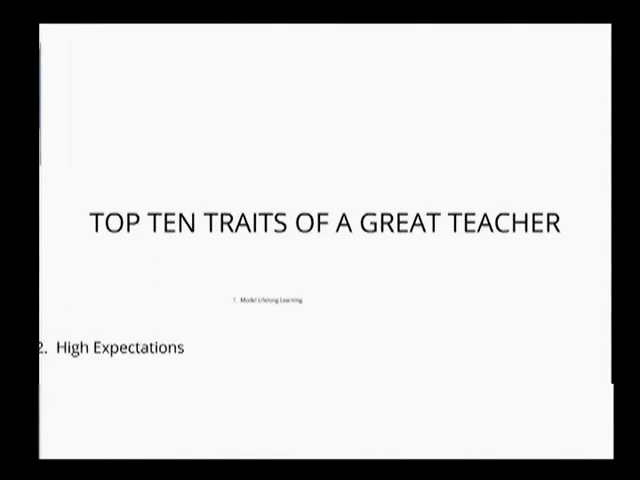 TOP TEN TRAITS OF A GREAT TEACHER
1. Model Lifelong Learning
2. High Expectations